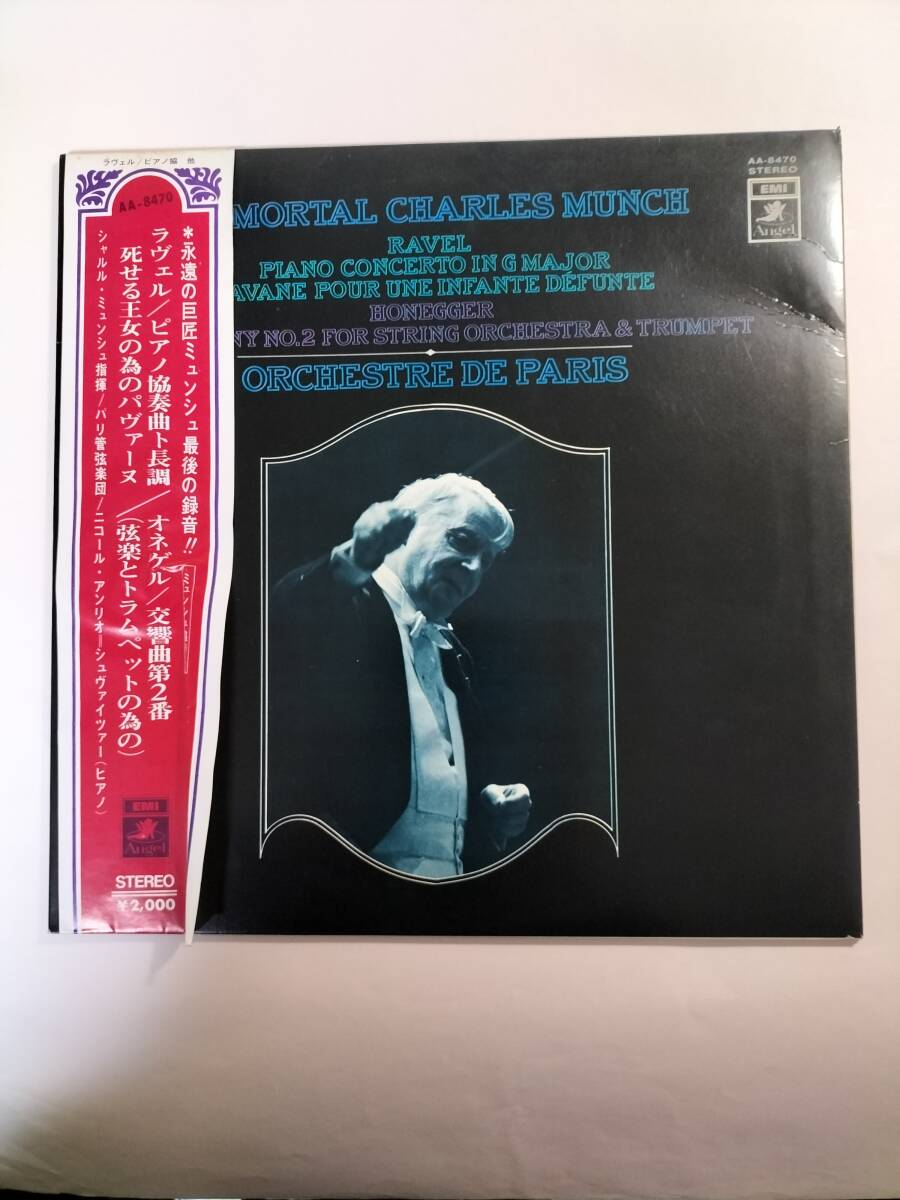 ラヴェル/ピアノ協 他
AA-8470
*永遠の巨匠ミュンシュ最後の録音!!
ラヴェル/ピアノ協奏曲ト長調/オネゲル/交響曲第2番
死せる王女の為のパヴァーヌ/(弦楽とトラムペットの為の)
シャルル・ミュンシュ指揮/パリ管弦楽団/ニコール・アンリオ=シュヴァイツァー(ピアノ)
EMI
Angel
STEREO
¥2,000
AA-8470
STEREO
EMI
Angel
MORTAL CHARLES MUNCH
RAVEL
PIANO CONCERTO IN G MAJOR
AVANE POUR UNE INFANTE DÉFUNTE
HONEGGER
NY NO.2 FOR STRING ORCHESTRA & TRUMPET
ORCHESTRE DE PARIS